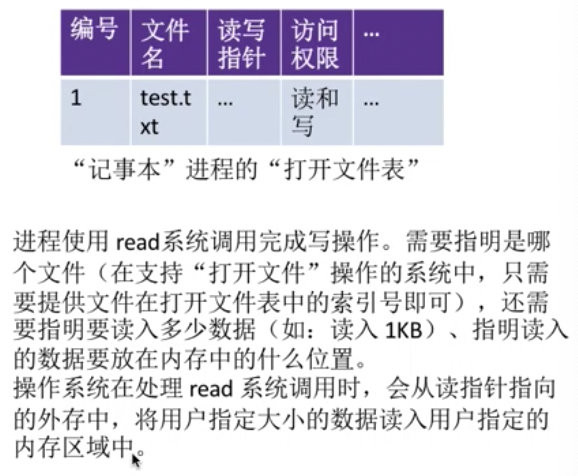 编号 文件名 读写指针 访问权限 ...
1 test.txt ... 读和写 ...
“记事本”进程的“打开文件表”
进程使用 read系统调用完成写操作。需要指明是哪
个文件（在支持“打开文件”操作的系统中，只需
要提供文件在打开文件表中的索引号即可），还需
要指明要读入多少数据（如：读入 1KB）、指明读入
的数据要放在内存中的什么位置。
操作系统在处理 read 系统调用时，会从读指针指向
的外存中，将用户指定大小的数据读入用户指定的
内存区域中。